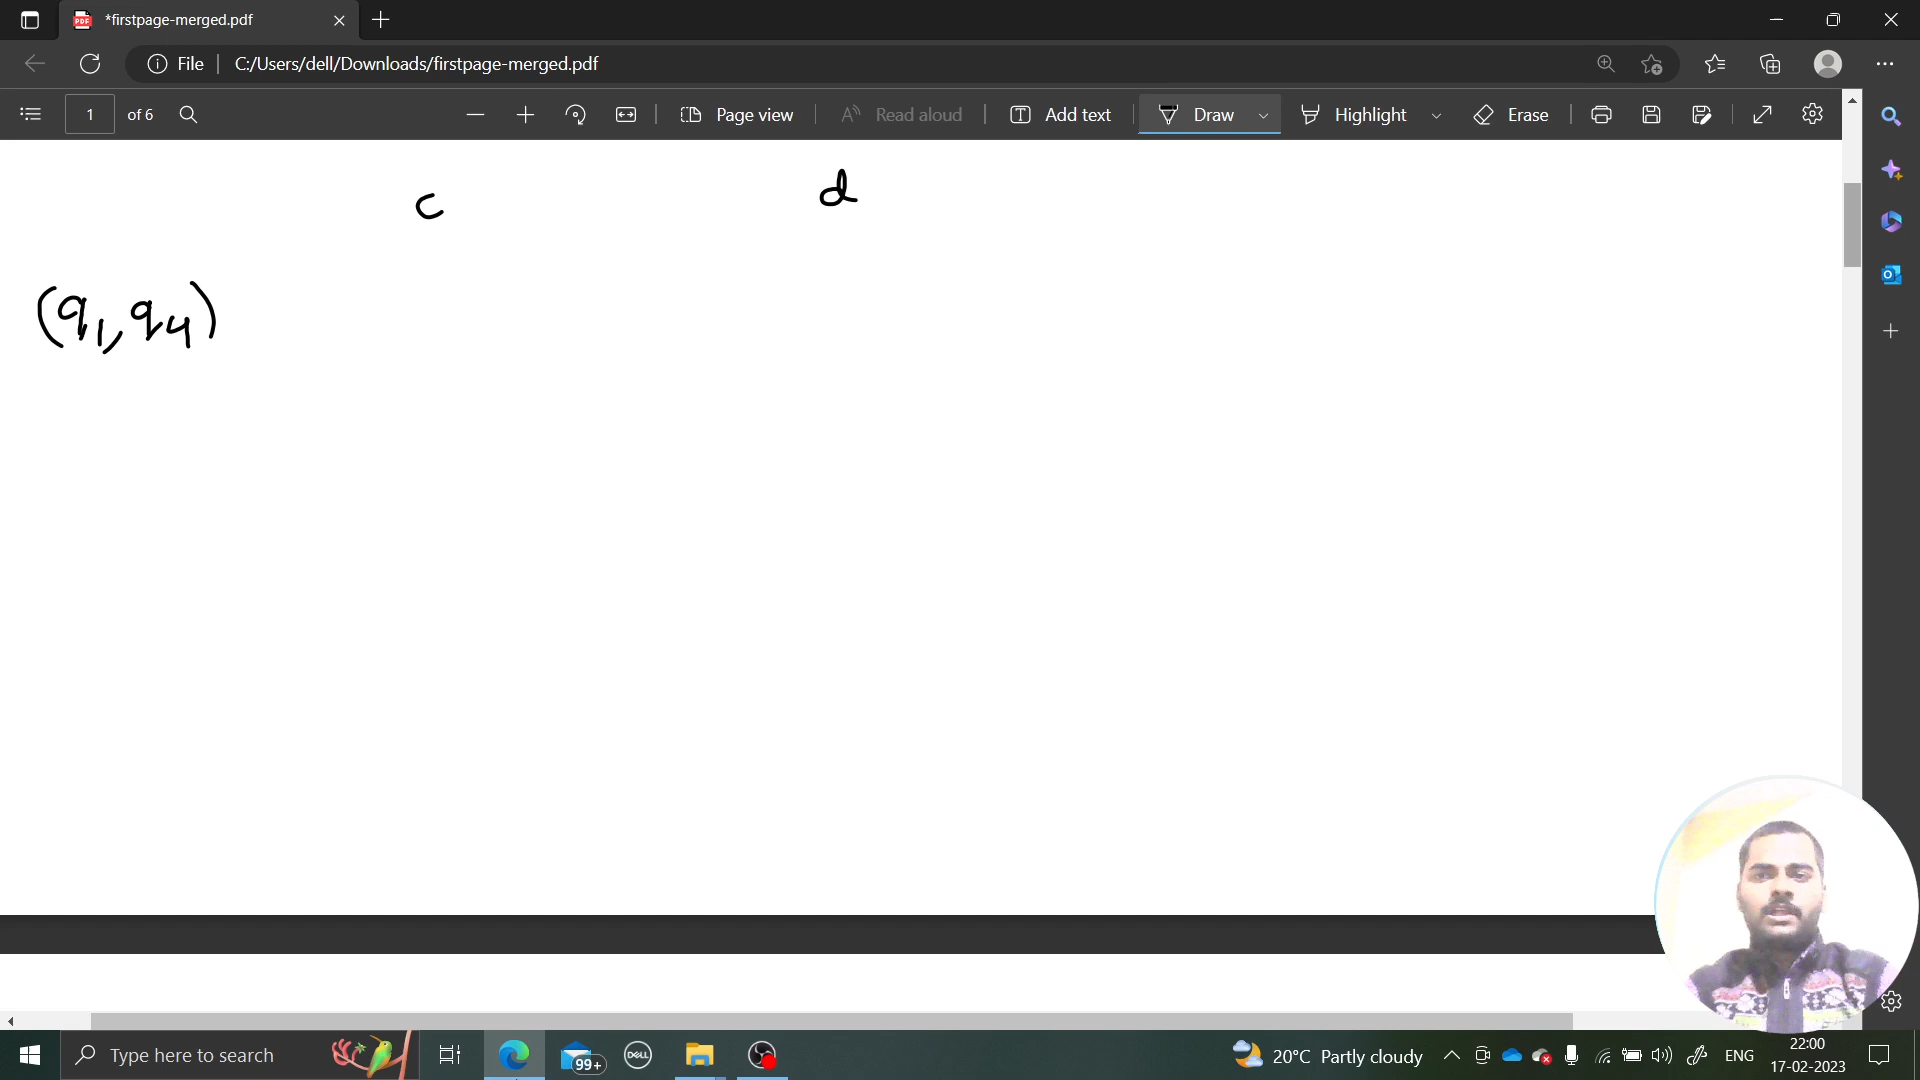 *firstpage-merged.pdf
File C:/Users/dell/Downloads/firstpage-merged.pdf
1 of 6 Page view Read aloud Add text Draw Highlight Erase
c d
(q1, q4)
Type here to search 99+ DELL 20°C Partly cloudy ENG 22:00
17-02-2023